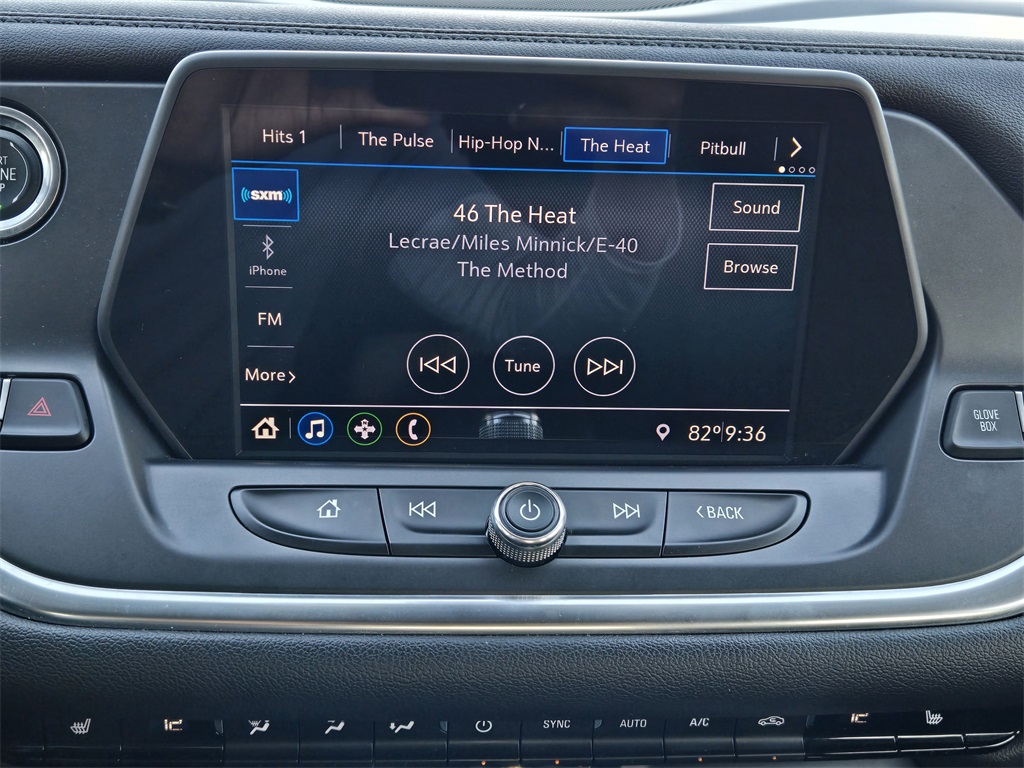 Hits 1
The Pulse
Hip-Hop N...
The Heat
Pitbull
sxm
iPhone
FM
More
46 The Heat
Lecrae/Miles Minnick/E-40
The Method
Sound
Browse
Tune
82º 9:36
GLOVE
BOX
BACK
SYNC
AUTO
A/C